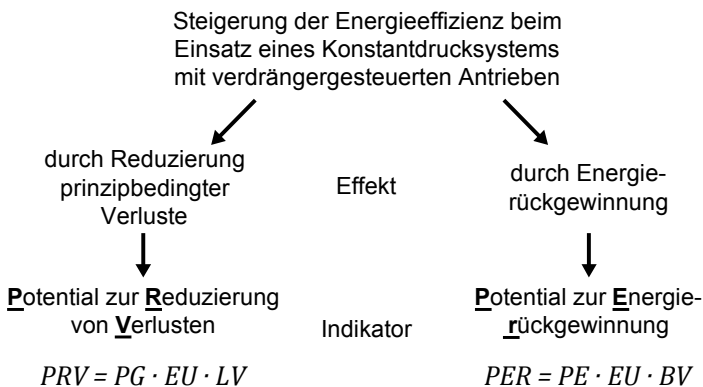 Steigerung der Energieeffizienz beim
Einsatz eines Konstantdrucksystems
mit verdrängergesteuerten Antrieben
durch Reduzierung
prinzipbedingter
Verluste
Effekt
durch Energie-
rückgewinnung
Potential zur Reduzierung
von Verlusten
Indikator
Potential zur Energie-
rückgewinnung
PRV = PG · EU · LV
PER = PE · EU · BV